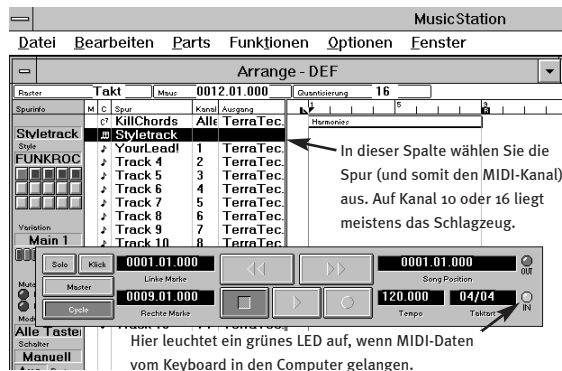 MusicStation
Datei Bearbeiten Parts Funktionen Optionen Fenster
Arrange - DEF
Raster Takt Maus 0012.01.000 Quantisierung 16
Spurinfo M C Spur Kanal Ausgang 1 5 9
KillChords Alle TerraTec. Harmonies
Styletrack Styletrack
Style YourLead! 1 TerraTec.
FUNKROC Track 4 2 TerraTec.
Track 5 3 TerraTec.
Track 6 4 TerraTec.
Track 7 5 TerraTec.
Track 8 6 TerraTec.
Variation Track 9 7 TerraTec.
Main 1 Track 10 8 TerraTec.
In dieser Spalte wählen Sie die
Spur (und somit den MIDI-Kanal)
aus. Auf Kanal 10 oder 16 liegt
meistens das Schlagzeug.
Solo Klick 0001.01.000 0001.01.000 OUT
Linke Marke Song Position
Master
Cycle 0009.01.000 120.000 04/04 IN
Rechte Marke Tempo Taktart
Alle Taster
Schalter
Manuell
Hier leuchtet ein grünes LED auf, wenn MIDI-Daten
vom Keyboard in den Computer gelangen.